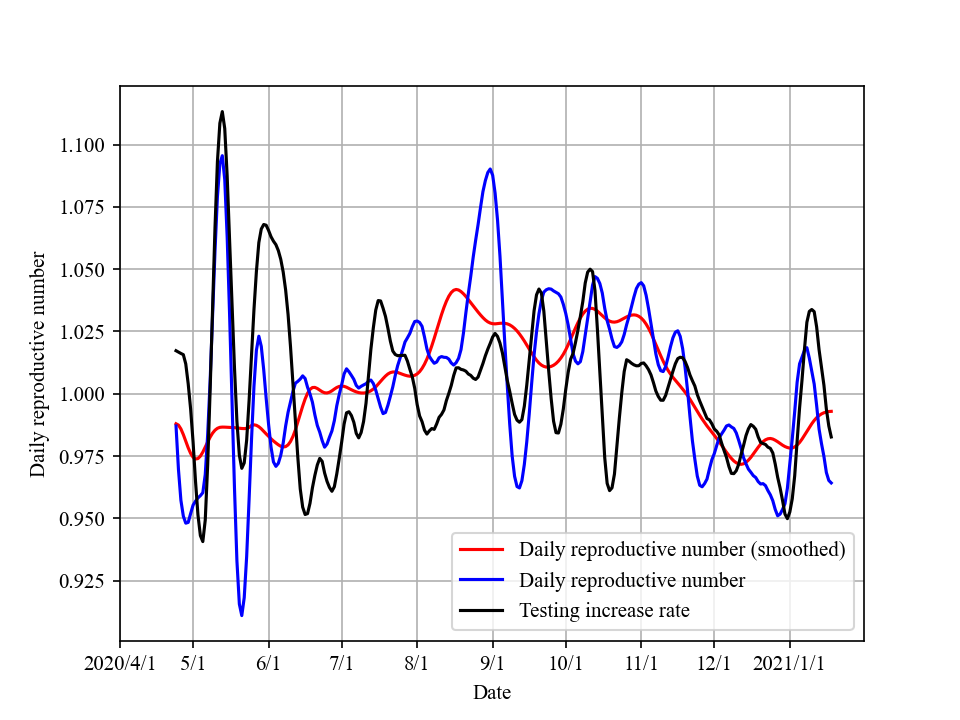 1.100
1.075
1.050
1.025
1.000
0.975
0.950
0.925
Daily reproductive number
Daily reproductive number (smoothed)
Daily reproductive number
Testing increase rate
2020/4/1 5/1 6/1 7/1 8/1 9/1 10/1 11/1 12/1 2021/1/1
Date